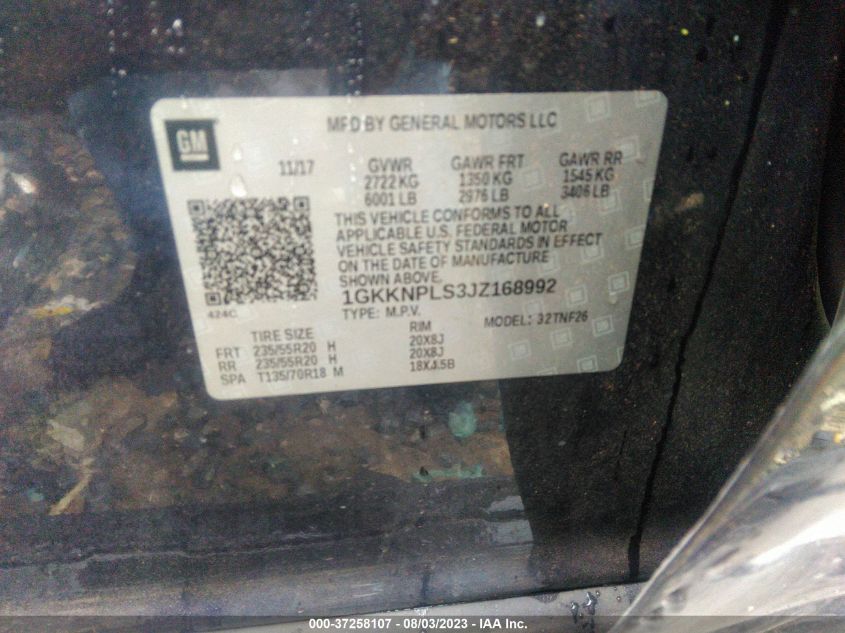 GM
MFD BY GENERAL MOTORS LLC
11/17 GVWR GAWR FRT GAWR RR
2722 KG 1350 KG 1545 KG
6001 LB 2976 LB 3406 LB
THIS VEHICLE CONFORMS TO ALL
APPLICABLE U.S. FEDERAL MOTOR
VEHICLE SAFETY STANDARDS IN EFFECT
ON THE DATE OF MANUFACTURE
SHOWN ABOVE.
424C
1GKKNPLS3JZ168992
TYPE: M.P.V. MODEL: 32TNF26
TIRE SIZE RIM
FRT 235/55R20 H 20X8J
RR 235/55R20 H 20X8J
SPA T135/70R18 M 18X4.5B
000-37258107 - 08/03/2023 - IAA Inc.